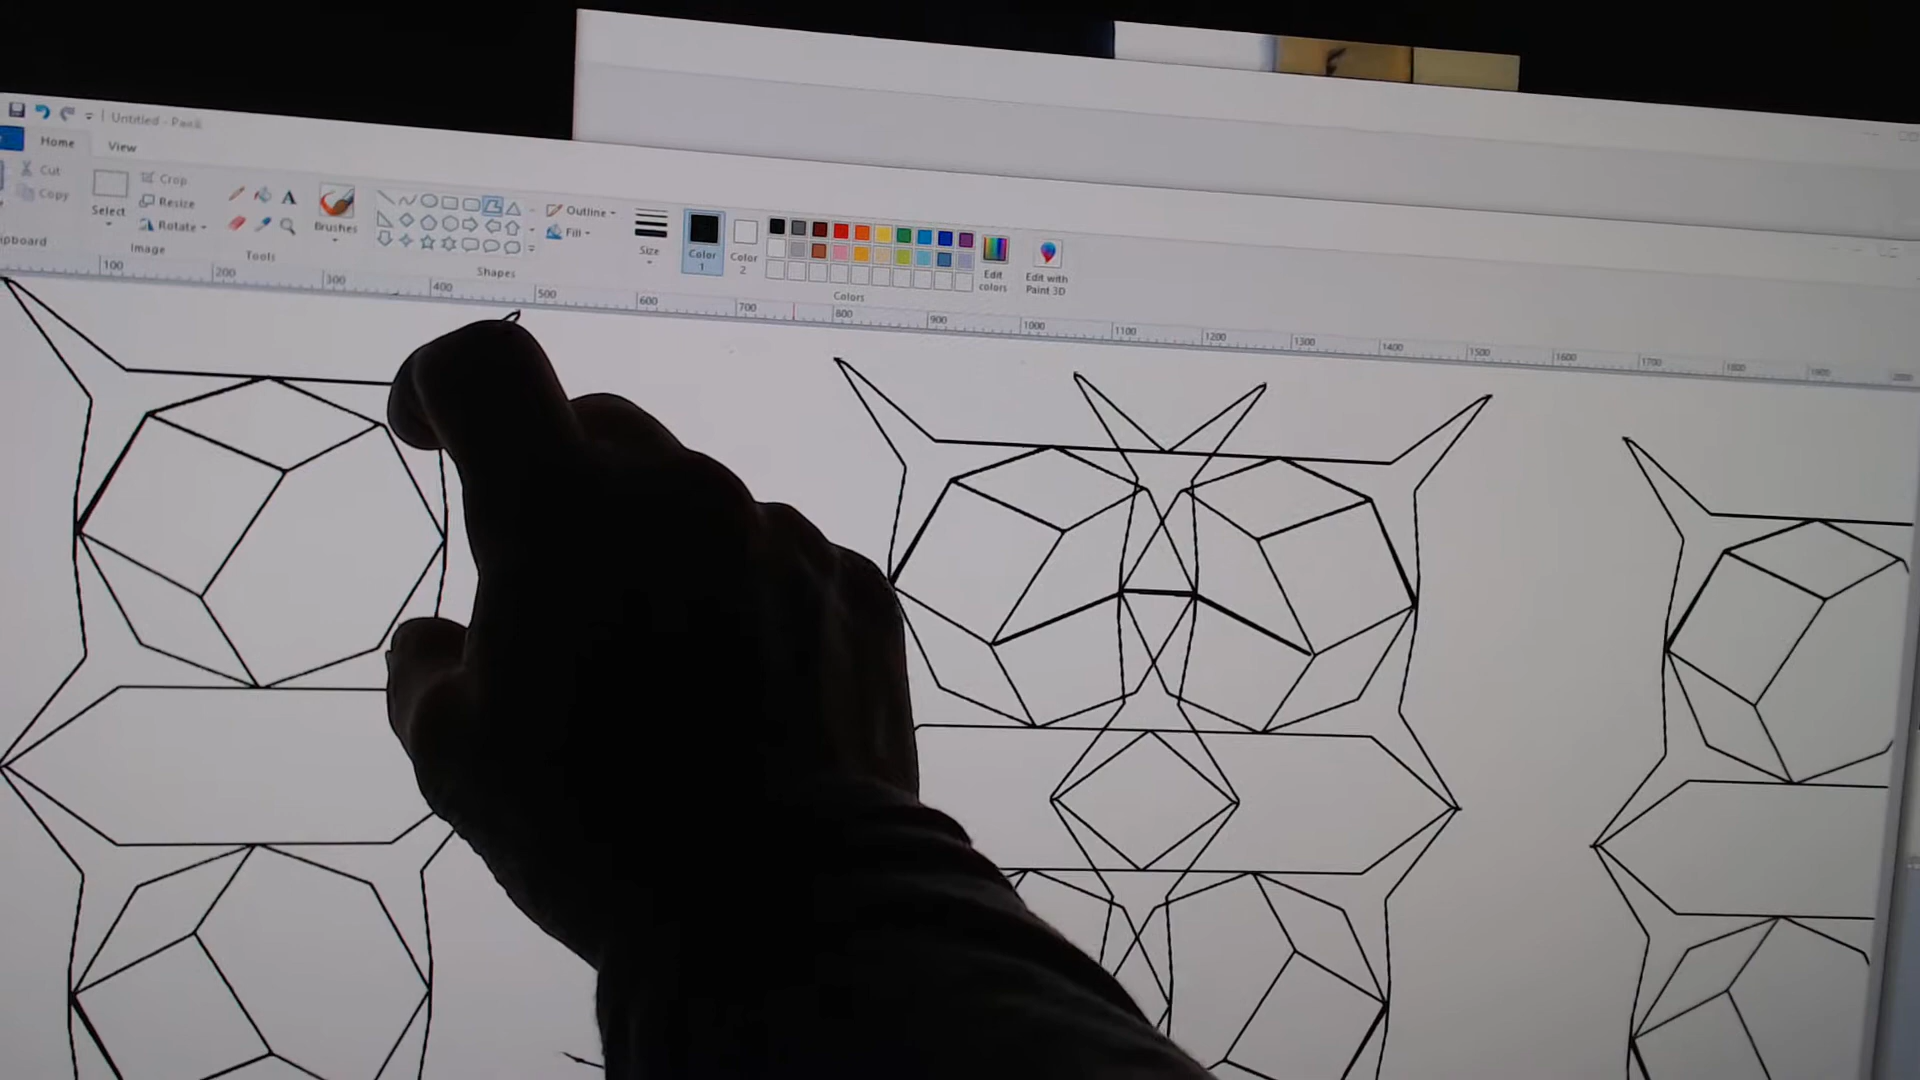 Untitled - Paint
Home View
Cut
Copy
Select
Crop
Resize
Rotate
Image
A
Tools
Brushes
Shapes
Outline
Fill
Size
Color 1
Color 2
Colors
Edit colors
Edit with Paint 3D
100 200 300 400 500 600 700 800 900 1000 1100 1200 1300 1400 1500 1600 1700 1800 1900